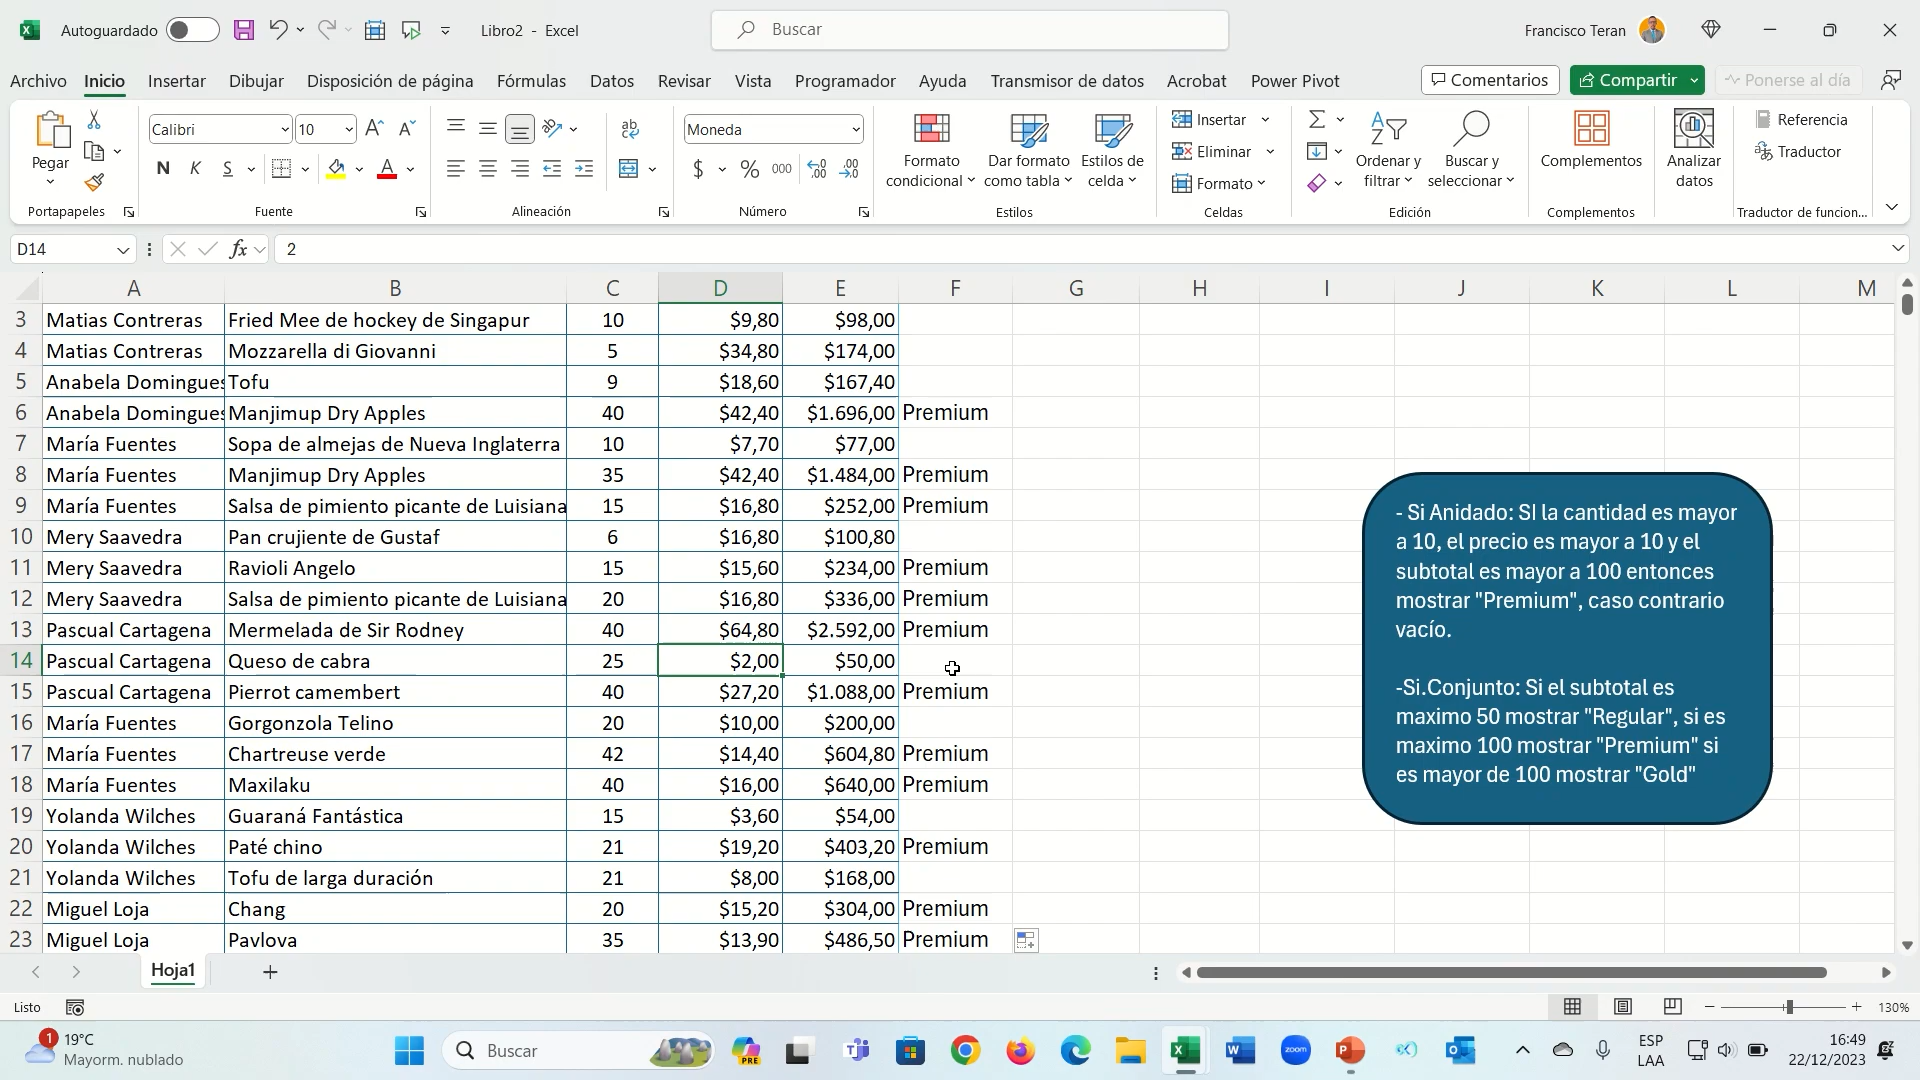 Autoguardado
Libro2 - Excel
Buscar
Francisco Teran
Archivo Inicio Insertar Dibujar Disposición de página Fórmulas Datos Revisar Vista Programador Ayuda Transmisor de datos Acrobat Power Pivot
Comentarios Compartir Ponerse al día
Pegar
Portapapeles
Calibri 10
N K S
Fuente
Alineación
Moneda
$ % 000
Número
Formato condicional
Dar formato como tabla
Estilos de celda
Estilos
Insertar
Eliminar
Formato
Celdas
Ordenar y filtrar
Buscar y seleccionar
Edición
Complementos
Complementos
Analizar datos
Referencia
Traductor
Traductor de funcion...
D14 fx 2
A B C D E F G H I J K L M
3 Matias Contreras Fried Mee de hockey de Singapur 10 $9,80 $98,00
4 Matias Contreras Mozzarella di Giovanni 5 $34,80 $174,00
5 Anabela Domingues Tofu 9 $18,60 $167,40
6 Anabela Domingues Manjimup Dry Apples 40 $42,40 $1.696,00 Premium
7 María Fuentes Sopa de almejas de Nueva Inglaterra 10 $7,70 $77,00
8 María Fuentes Manjimup Dry Apples 35 $42,40 $1.484,00 Premium
9 María Fuentes Salsa de pimiento picante de Luisiana 15 $16,80 $252,00 Premium
10 Mery Saavedra Pan crujiente de Gustaf 6 $16,80 $100,80
11 Mery Saavedra Ravioli Angelo 15 $15,60 $234,00 Premium
12 Mery Saavedra Salsa de pimiento picante de Luisiana 20 $16,80 $336,00 Premium
13 Pascual Cartagena Mermelada de Sir Rodney 40 $64,80 $2.592,00 Premium
14 Pascual Cartagena Queso de cabra 25 $2,00 $50,00
15 Pascual Cartagena Pierrot camembert 40 $27,20 $1.088,00 Premium
16 María Fuentes Gorgonzola Telino 20 $10,00 $200,00
17 María Fuentes Chartreuse verde 42 $14,40 $604,80 Premium
18 María Fuentes Maxilaku 40 $16,00 $640,00 Premium
19 Yolanda Wilches Guaraná Fantástica 15 $3,60 $54,00
20 Yolanda Wilches Paté chino 21 $19,20 $403,20 Premium
21 Yolanda Wilches Tofu de larga duración 21 $8,00 $168,00
22 Miguel Loja Chang 20 $15,20 $304,00 Premium
23 Miguel Loja Pavlova 35 $13,90 $486,50 Premium
- Si Anidado: SI la cantidad es mayor
a 10, el precio es mayor a 10 y el
subtotal es mayor a 100 entonces
mostrar "Premium", caso contrario
vacío.
-Si.Conjunto: Si el subtotal es
maximo 50 mostrar "Regular", si es
maximo 100 mostrar "Premium" si
es mayor de 100 mostrar "Gold"
Hoja1
Listo
130%
1
19°C
Mayorm. nublado
Buscar
PRE
zoom
ESP
LAA
16:49
22/12/2023